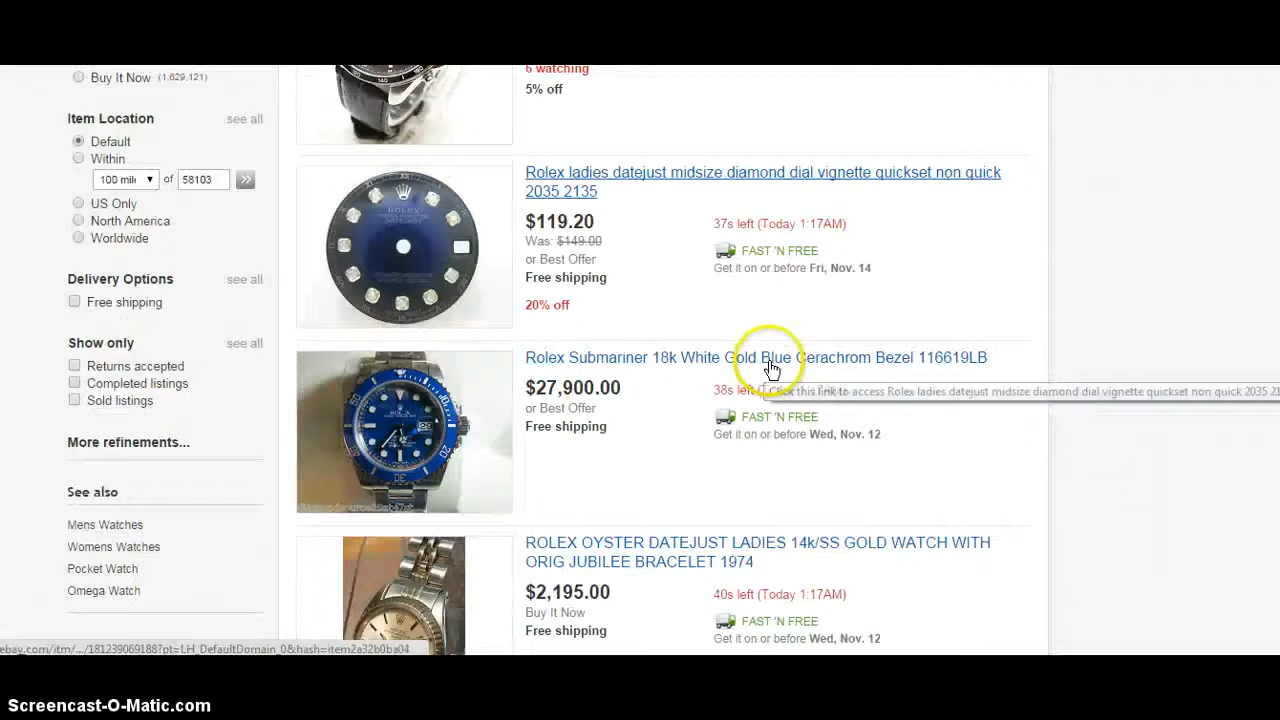 Buy It Now (1,629,121)
6 watching
5% off
Item Location see all
Default
Within
100 mil of 58103 >>
US Only
North America
Worldwide
Delivery Options see all
Free shipping
Show only see all
Returns accepted
Completed listings
Sold listings
More refinements...
See also
Mens Watches
Womens Watches
Pocket Watch
Omega Watch
Rolex ladies datejust midsize diamond dial vignette quickset non quick
2035 2135
$119.20
Was: $149.00
or Best Offer
Free shipping
20% off
37s left (Today 1:17AM)
FAST 'N FREE
Get it on or before Fri, Nov. 14
ROLEX
Rolex Submariner 18k White Gold Blue Cerachrom Bezel 116619LB
$27,900.00
or Best Offer
Free shipping
38s left
Click this link to access Rolex ladies datejust midsize diamond dial vignette quickset non quick 2035 2
FAST 'N FREE
Get it on or before Wed, Nov. 12
ROLEX OYSTER DATEJUST LADIES 14k/SS GOLD WATCH WITH
ORIG JUBILEE BRACELET 1974
$2,195.00
Buy It Now
Free shipping
40s left (Today 1:17AM)
FAST 'N FREE
Get it on or before Wed, Nov. 12
ebay.com/itm/.../181239069188?pt=LH_DefaultDomain_0&hash=item2a32b0ba04
Screencast-O-Matic.com